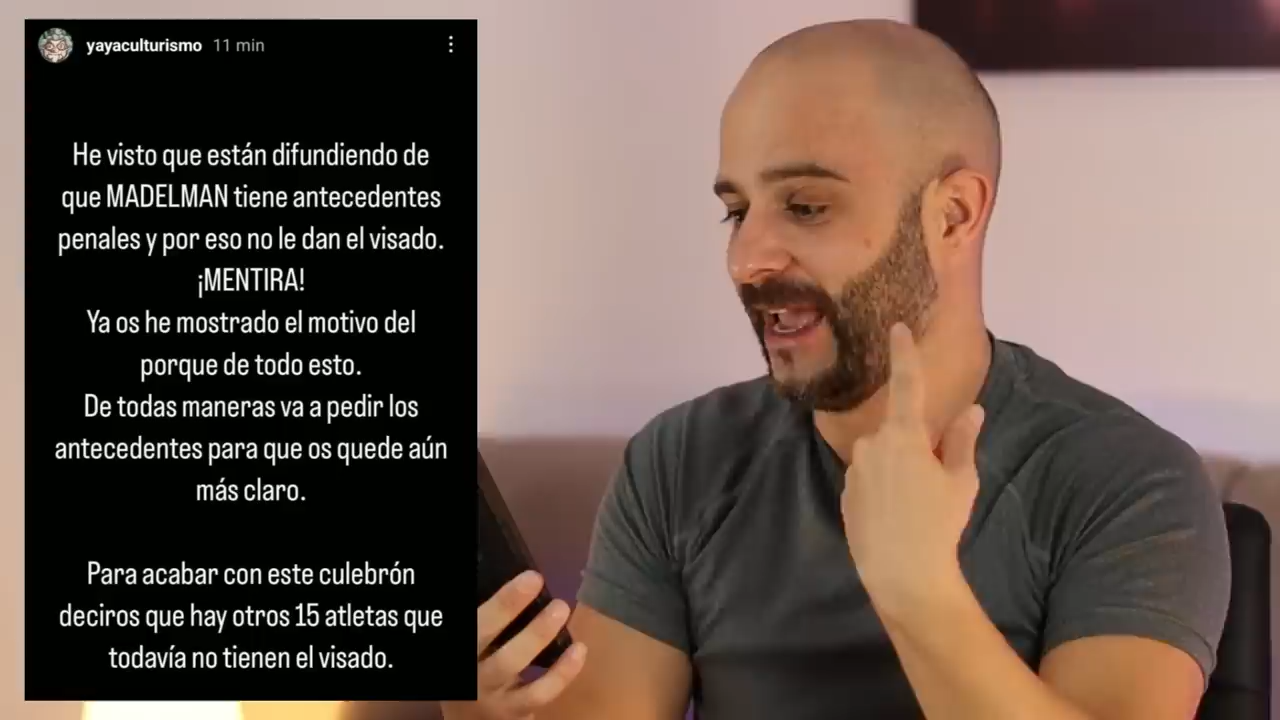 yayaculturismo 11 min
He visto que están difundiendo de
que MADELMAN tiene antecedentes
penales y por eso no le dan el visado.
¡MENTIRA!
Ya os he mostrado el motivo del
porque de todo esto.
De todas maneras va a pedir los
antecedentes para que os quede aún
más claro.
Para acabar con este culebrón
deciros que hay otros 15 atletas que
todavía no tienen el visado.